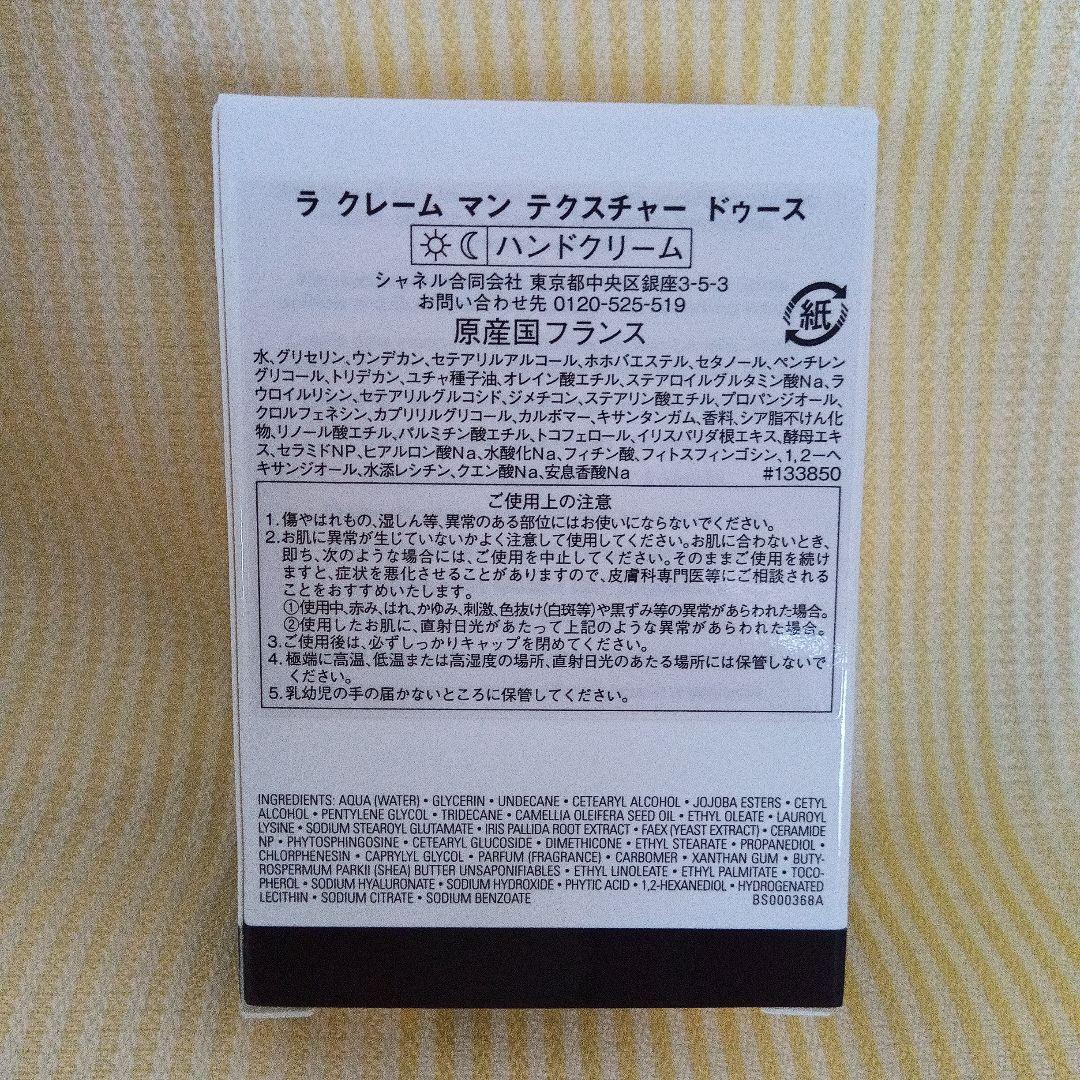 ラ クレーム マン テクスチャー ドゥース
ハンドクリーム
シャネル合同会社 東京都中央区銀座3-5-3
お問い合わせ先 0120-525-519
原産国フランス
紙
水、グリセリン、ウンデカン、セテアリルアルコール、ホホバエステル、セタノール、ペンチレン
グリコール、トリデカン、ユチャ種子油、オレイン酸エチル、ステアロイルグルタミン酸Na、ラ
ウロイルリシン、セテアリルグルコシド、ジメチコン、ステアリン酸エチル、プロパンジオール、
クロルフェネシン、カプリリルグリコール、カルボマー、キサンタンガム、香料、シア脂不けん化
物、リノール酸エチル、パルミチン酸エチル、トコフェロール、イリスパリダ根エキス、酵母エキ
ス、セラミドNP、ヒアルロン酸Na、水酸化Na、フィチン酸、フィトスフィンゴシン、1,2-ヘ
キサンジオール、水添レシチン、クエン酸Na、安息香酸Na #133850
ご使用上の注意
1.傷やはれもの、湿しん等、異常のある部位にはお使いにならないでください。
2.お肌に異常が生じていないかよく注意して使用してください。お肌に合わないとき、
即ち、次のような場合には、ご使用を中止してください。そのままご使用を続け
ますと、症状を悪化させることがありますので、皮膚科専門医等にご相談される
ことをおすすめいたします。
①使用中、赤み、はれ、かゆみ、刺激、色抜け(白斑等)や黒ずみ等の異常があらわれた場合。
②使用したお肌に、直射日光があたって上記のような異常があらわれた場合。
3.ご使用後は、必ずしっかりキャップを閉めてください。
4.極端に高温、低温または高湿度の場所、直射日光のあたる場所には保管しないで
ください。
5.乳幼児の手の届かないところに保管してください。
INGREDIENTS: AQUA (WATER) • GLYCERIN • UNDECANE • CETEARYL ALCOHOL • JOJOBA ESTERS • CETYL
ALCOHOL • PENTYLENE GLYCOL • TRIDECANE • CAMELLIA OLEIFERA SEED OIL • ETHYL OLEATE • LAUROYL
LYSINE • SODIUM STEAROYL GLUTAMATE • IRIS PALLIDA ROOT EXTRACT • FAEX (YEAST EXTRACT) • CERAMIDE
NP • PHYTOSPHINGOSINE • CETEARYL GLUCOSIDE • DIMETHICONE • ETHYL STEARATE • PROPANEDIOL •
CHLORPHENESIN • CAPRYLYL GLYCOL • PARFUM (FRAGRANCE) • CARBOMER • XANTHAN GUM • BUTY-
ROSPERMUM PARKII (SHEA) BUTTER UNSAPONIFIABLES • ETHYL LINOLEATE • ETHYL PALMITATE • TOCO-
PHEROL • SODIUM HYALURONATE • SODIUM HYDROXIDE • PHYTIC ACID • 1,2-HEXANEDIOL • HYDROGENATED
LECITHIN • SODIUM CITRATE • SODIUM BENZOATE BS000368A